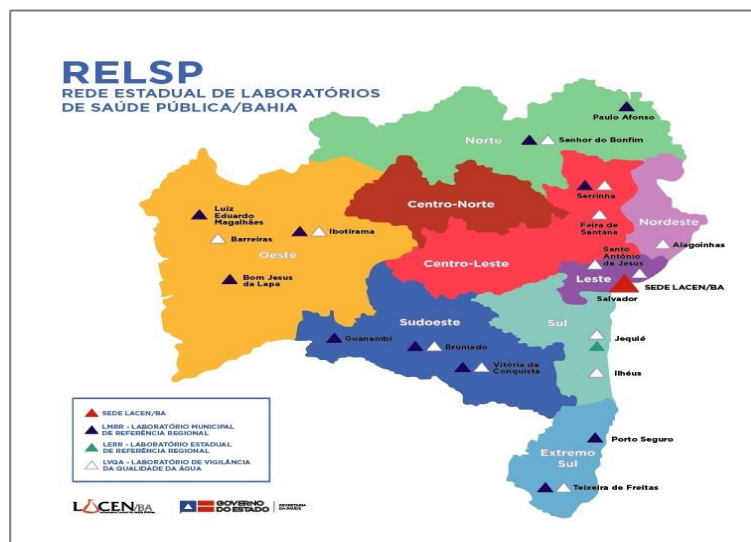 RELSP
REDE ESTADUAL DE LABORATÓRIOS
DE SAÚDE PÚBLICA/BAHIA
Paulo Afonso
Norte
Senhor do Bonfim
Serrinha
Centro-Norte
Luiz
Eduardo
Magalhães
Nordeste
Feira de
Santana
Ibotirama
Barreiras
Oeste
Alagoinhas
Santo
Antônio
de Jesus
Centro-Leste
Bom Jesus
da Lapa
Leste
SEDE LACEN/BA
Salvador
Sudoeste
Sul
Guanambi
Brumado
Jequié
Vitória da
Conquista
Ilhéus
SEDE LACEN/BA
LMRR - LABORATÓRIO MUNICIPAL
DE REFERÊNCIA REGIONAL
LERR - LABORATÓRIO ESTADUAL
DE REFERÊNCIA REGIONAL
LVQA - LABORATÓRIO DE VIGILÂNCIA
DA QUALIDADE DA ÁGUA
Porto Seguro
Extremo
Sul
Teixeira de Freitas
LACEN/BA
GOVERNO
DO ESTADO
SECRETARIA
DA SAÚDE